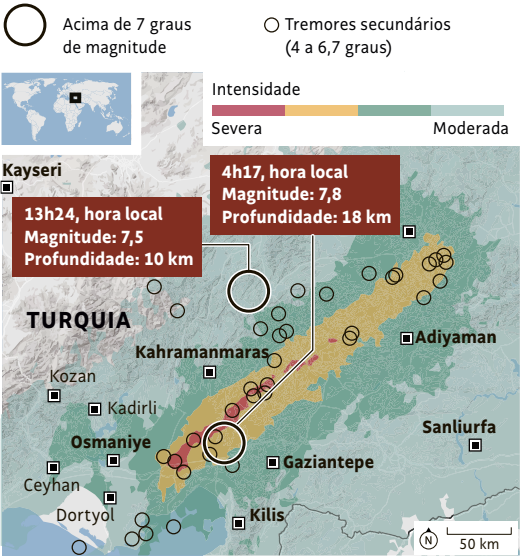 Acima de 7 graus
de magnitude
Tremores secundários
(4 a 6,7 graus)
Intensidade
Severa
Moderada
Kayseri
4h17, hora local
Magnitude: 7,8
Profundidade: 18 km
13h24, hora local
Magnitude: 7,5
Profundidade: 10 km
TURQUIA
Adiyaman
Kahramanmaras
Kozan
Kadirli
Sanliurfa
Osmaniye
Gaziantepe
Ceyhan
Dortyol
Kilis
N
50 km